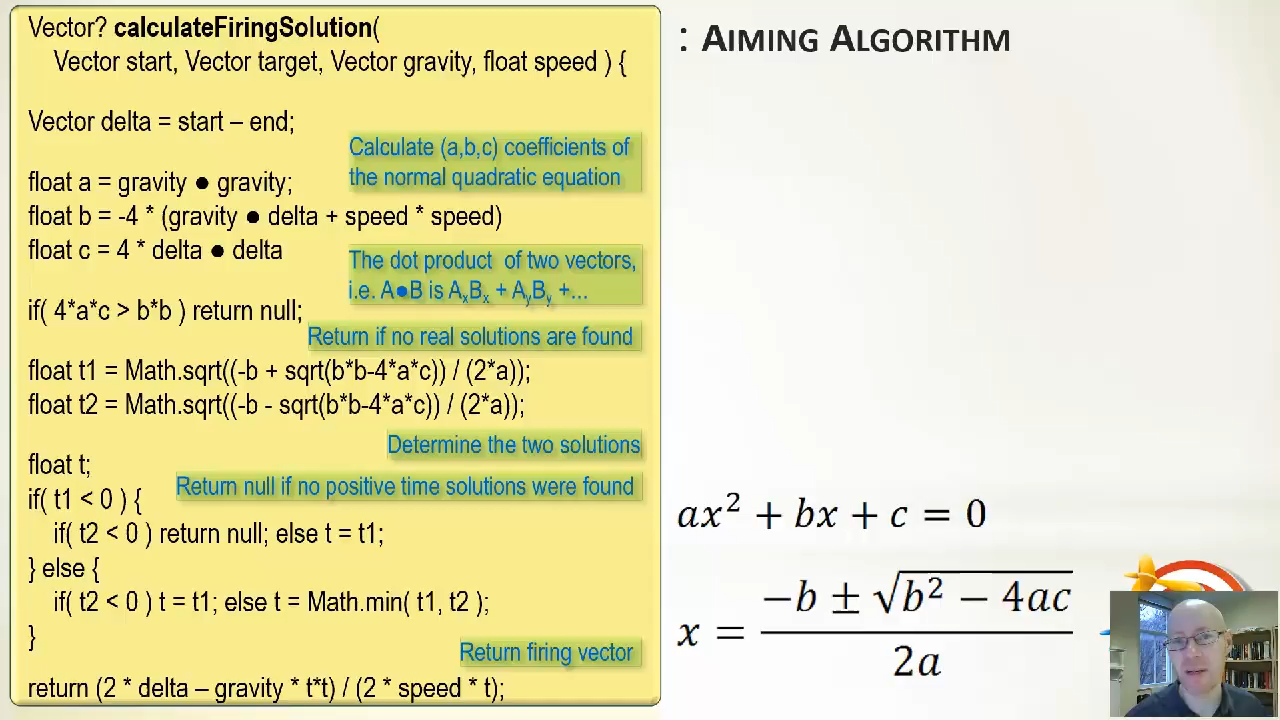 Vector? calculateFiringSolution(
Vector start, Vector target, Vector gravity, float speed ) {
: AIMING ALGORITHM
Vector delta = start – end;
Calculate (a,b,c) coefficients of
the normal quadratic equation
float a = gravity ● gravity;
float b = -4 * (gravity ● delta + speed * speed)
float c = 4 * delta ● delta
The dot product of two vectors,
i.e. A●B is AxBx + AyBy +...
if( 4*a*c > b*b ) return null;
Return if no real solutions are found
float t1 = Math.sqrt((-b + sqrt(b*b-4*a*c)) / (2*a));
float t2 = Math.sqrt((-b - sqrt(b*b-4*a*c)) / (2*a));
Determine the two solutions
float t;
Return null if no positive time solutions were found
if( t1 < 0 ) {
if( t2 < 0 ) return null; else t = t1;
} else {
if( t2 < 0 ) t = t1; else t = Math.min( t1, t2 );
}
Return firing vector
return (2 * delta – gravity * t*t) / (2 * speed * t);
ax² + bx + c = 0
x = (−b ± √(b² − 4ac)) / 2a